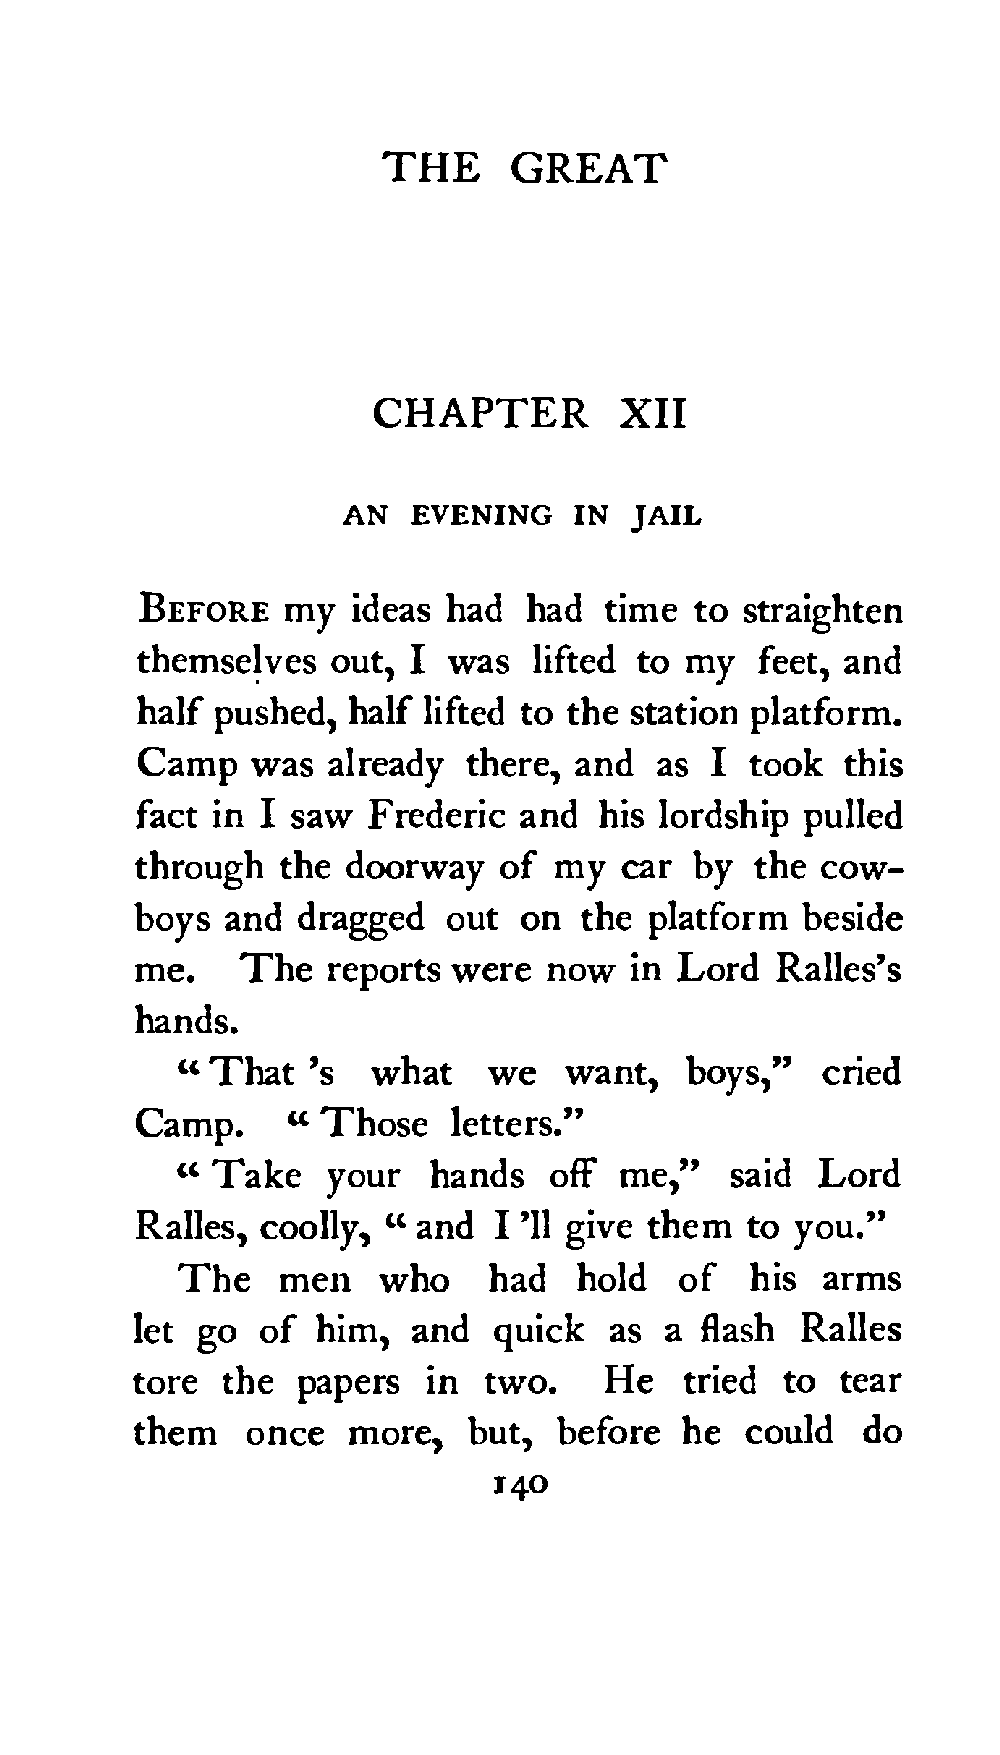 THE GREAT
CHAPTER XII
AN EVENING IN JAIL
BEFORE my ideas had had time to straighten
themselves out, I was lifted to my feet, and
half pushed, half lifted to the station platform.
Camp was already there, and as I took this
fact in I saw Frederic and his lordship pulled
through the doorway of my car by the cow-
boys and dragged out on the platform beside
me. The reports were now in Lord Ralles's
hands.
“ That 's what we want, boys,” cried
Camp. “ Those letters.”
“ Take your hands off me,” said Lord
Ralles, coolly, “ and I 'll give them to you.”
The men who had hold of his arms
let go of him, and quick as a flash Ralles
tore the papers in two. He tried to tear
them once more, but, before he could do
140